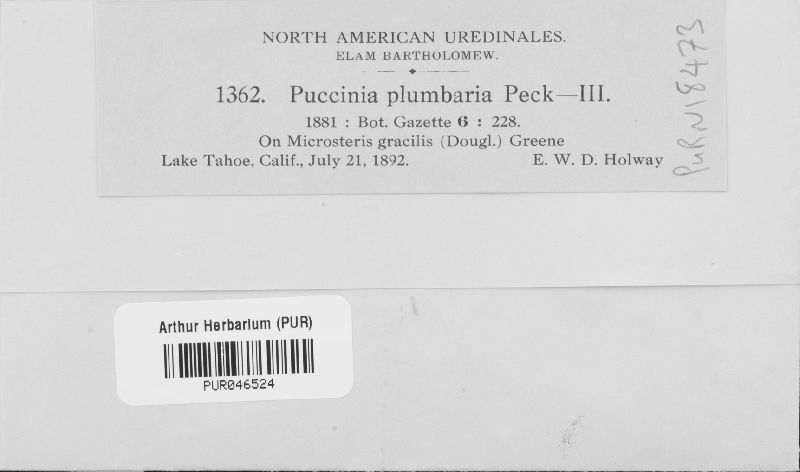 NORTH AMERICAN UREDINALES.
ELAM BARTHOLOMEW.
1362. Puccinia plumbaria Peck—III.
1881 : Bot. Gazette 6 : 228.
On Microsteris gracilis (Dougl.) Greene
Lake Tahoe, Calif., July 21, 1892. E. W. D. Holway
PUR N18473
Arthur Herbarium (PUR)
PUR046524